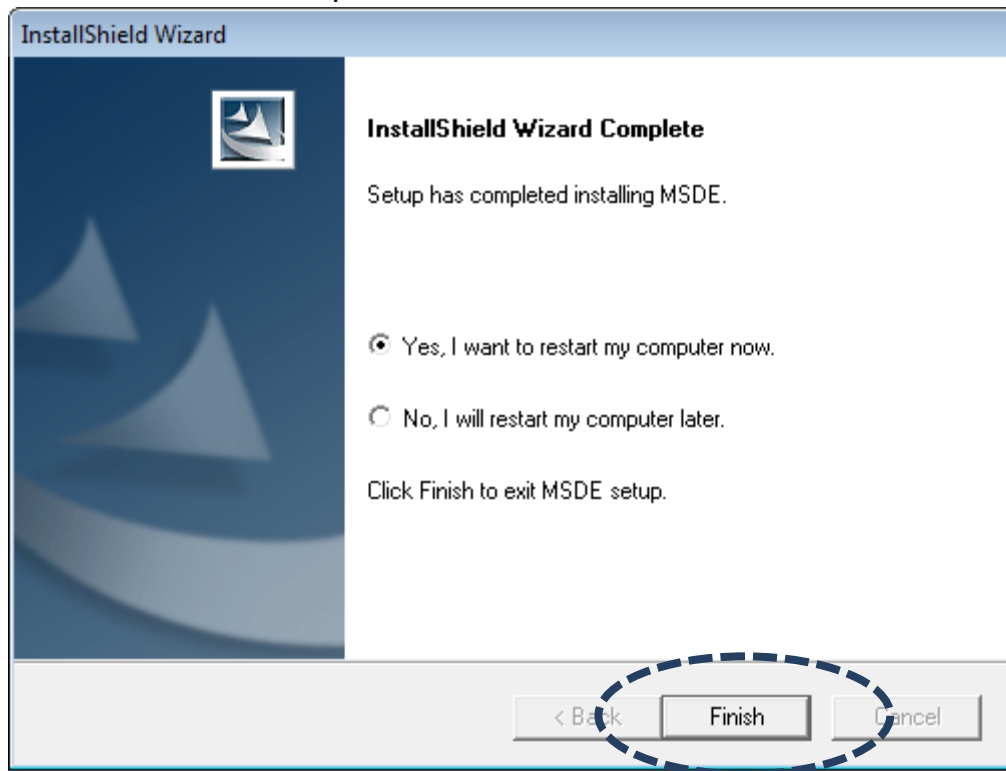 InstallShield Wizard
InstallShield Wizard Complete
Setup has completed installing MSDE.
Yes, I want to restart my computer now.
No, I will restart my computer later.
Click Finish to exit MSDE setup.
< Back Finish Cancel